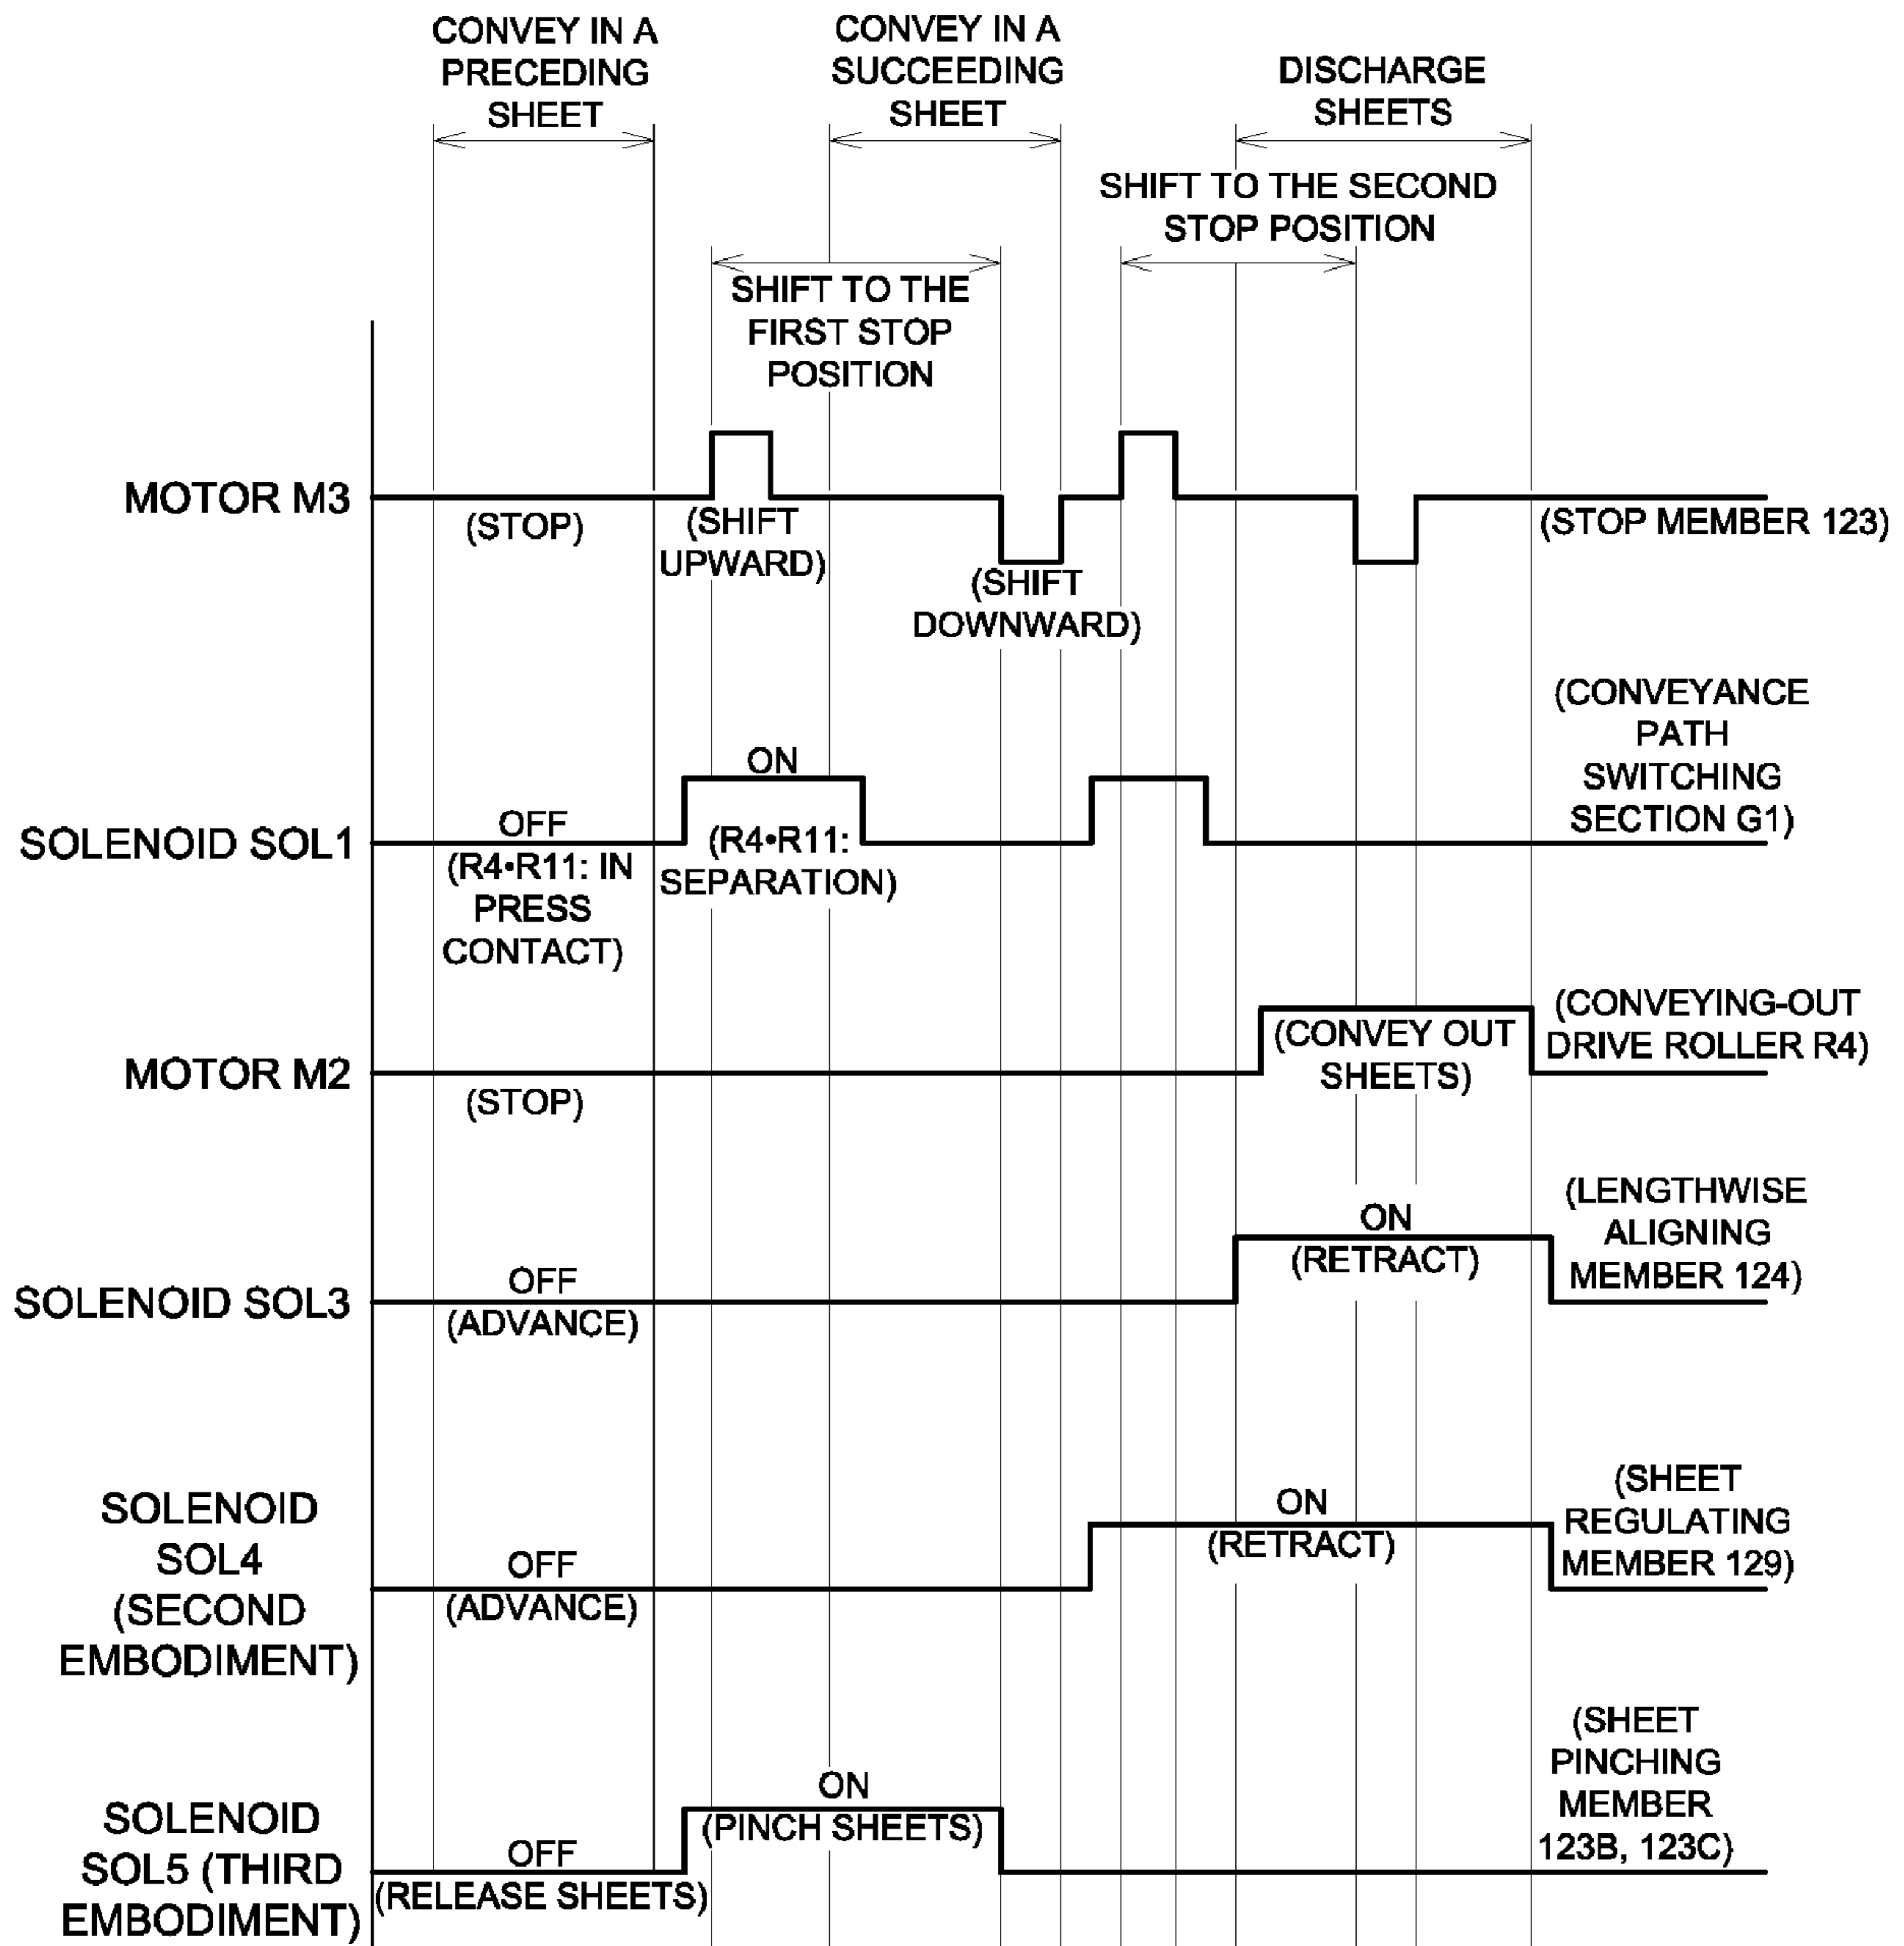 CONVEY IN A
PRECEDING
SHEET
CONVEY IN A
SUCCEEDING
SHEET
DISCHARGE
SHEETS
SHIFT TO THE SECOND
STOP POSITION
SHIFT TO THE
FIRST STOP
POSITION
MOTOR M3
(STOP)
(SHIFT
UPWARD)
(SHIFT
DOWNWARD)
(STOP MEMBER 123)
SOLENOID SOL1
OFF
(R4•R11: IN
PRESS
CONTACT)
ON
(R4•R11:
SEPARATION)
(CONVEYANCE
PATH
SWITCHING
SECTION G1)
MOTOR M2
(STOP)
(CONVEY OUT
SHEETS)
(CONVEYING-OUT
DRIVE ROLLER R4)
SOLENOID SOL3
OFF
(ADVANCE)
ON
(RETRACT)
(LENGTHWISE
ALIGNING
MEMBER 124)
SOLENOID
SOL4
(SECOND
EMBODIMENT)
OFF
(ADVANCE)
ON
(RETRACT)
(SHEET
REGULATING
MEMBER 129)
SOLENOID
SOL5 (THIRD
EMBODIMENT)
OFF
(RELEASE SHEETS)
ON
(PINCH SHEETS)
(SHEET
PINCHING
MEMBER
123B, 123C)